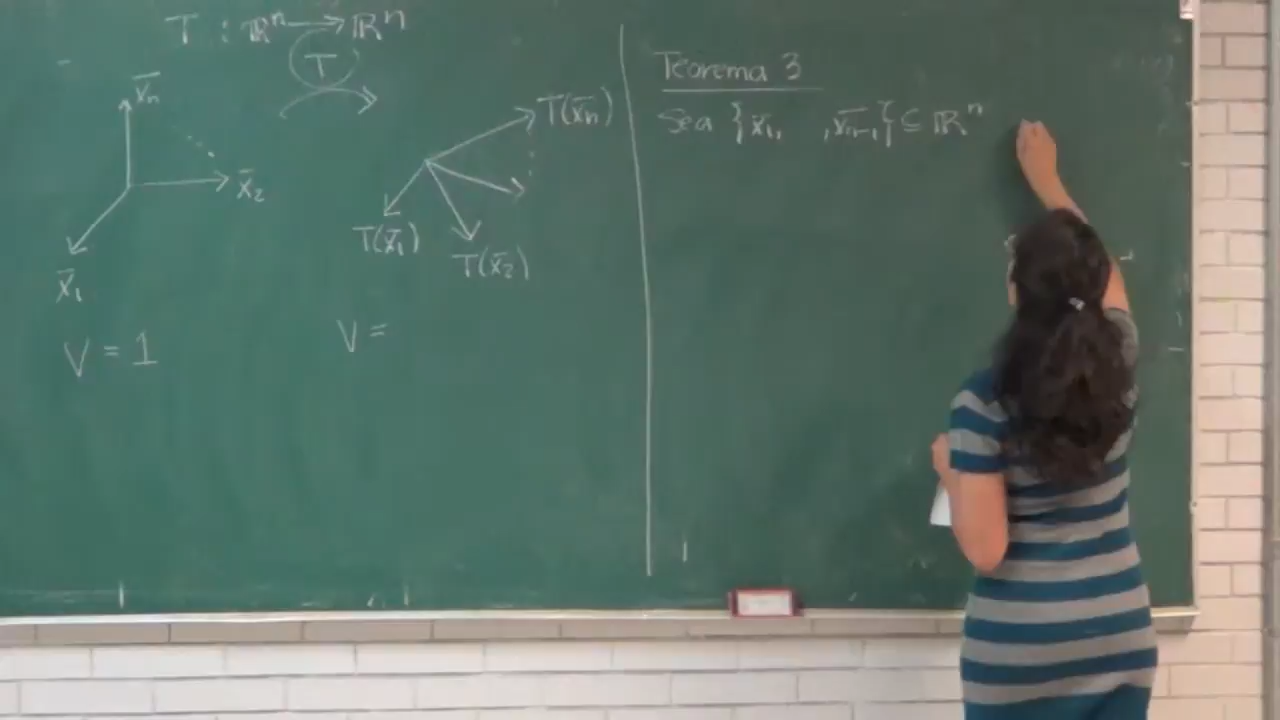 T : ℝⁿ → ℝⁿ
T
x̄ₙ
x̄₂
x̄₁
V = 1
T(x̄ₙ)
T(x̄₁)
T(x̄₂)
V =
Teorema 3
Sea {x̄₁, , x̄ₙ₋₁} ⊆ ℝⁿ